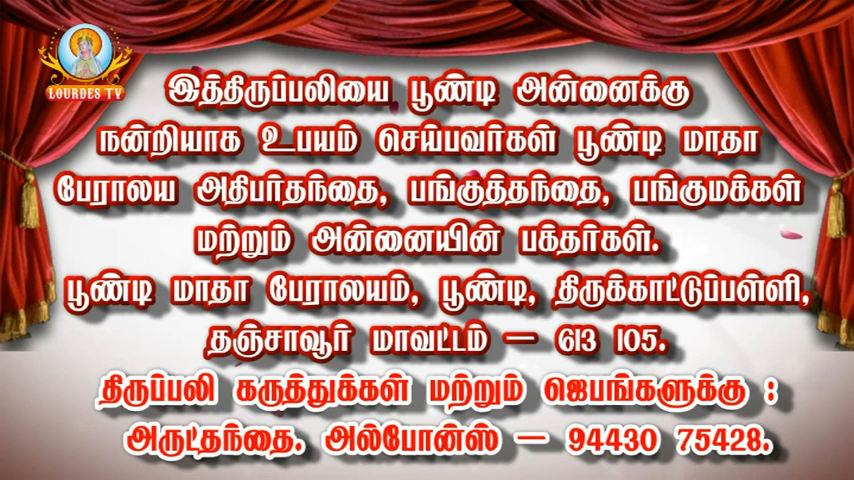 LOURDES TV
இத்திருப்பலியை பூண்டி அன்னைக்கு
நன்றியாக உபயம் செய்பவர்கள் பூண்டி மாதா
பேராலய அதிபர்தந்தை, பங்குத்தந்தை, பங்குமக்கள்
மற்றும் அன்னையின் பக்தர்கள்.
பூண்டி மாதா பேராலயம், பூண்டி, திருக்காட்டுப்பள்ளி,
தஞ்சாவூர் மாவட்டம் – 613 105.
திருப்பலி கருத்துக்கள் மற்றும் ஜெபங்களுக்கு :
அருட்தந்தை. அல்போன்ஸ் – 94430 75428.